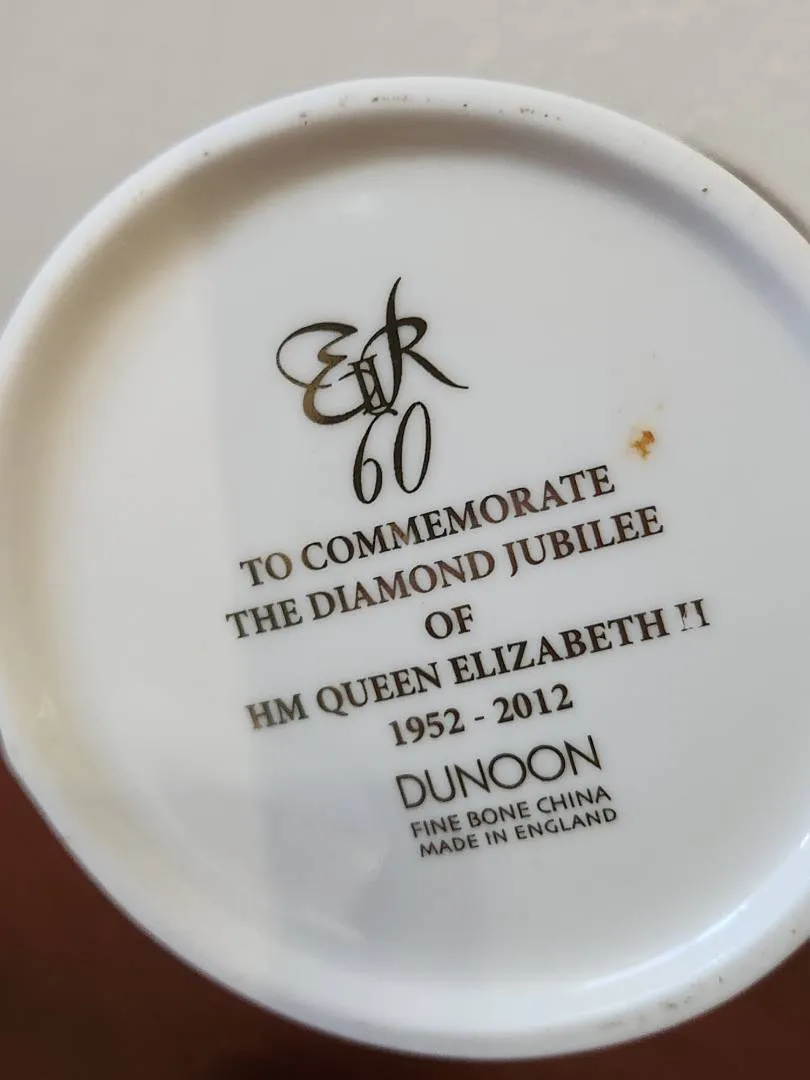 EIIR
60
TO COMMEMORATE
THE DIAMOND JUBILEE
OF
HM QUEEN ELIZABETH II
1952 - 2012
DUNOON
FINE BONE CHINA
MADE IN ENGLAND